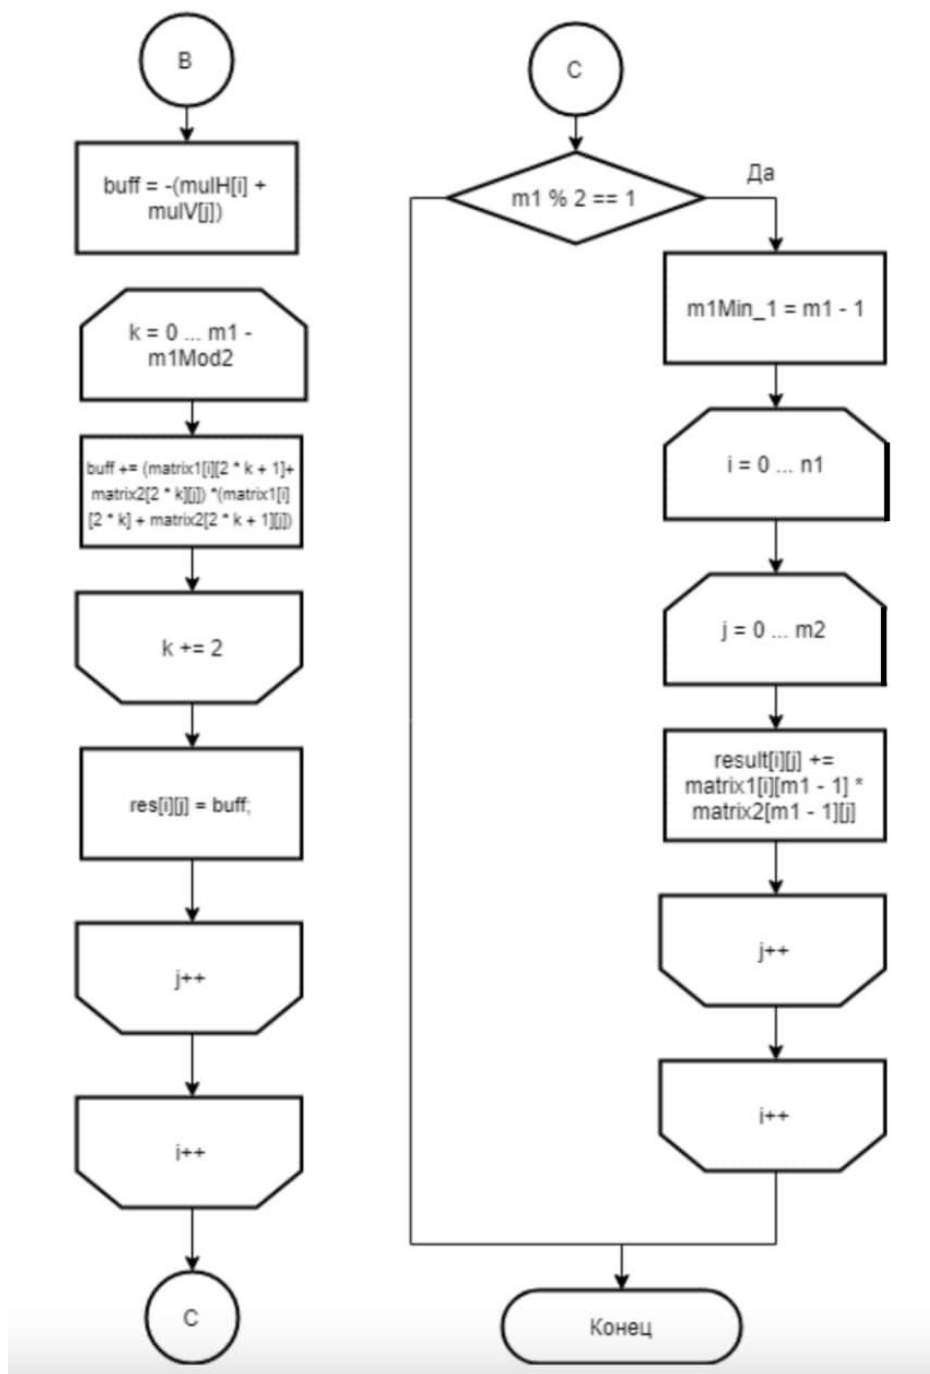 B
buff = -(mulH[i] +
mulV[j])
k = 0 ... m1 -
m1Mod2
buff += (matrix1[i][2 * k + 1]+
matrix2[2 * k][j]) *(matrix1[i]
[2 * k] + matrix2[2 * k + 1][j])
k += 2
res[i][j] = buff;
j++
i++
C
C
m1 % 2 == 1
Да
m1Min_1 = m1 - 1
i = 0 ... n1
j = 0 ... m2
result[i][j] +=
matrix1[i][m1 - 1] *
matrix2[m1 - 1][j]
j++
i++
Конец